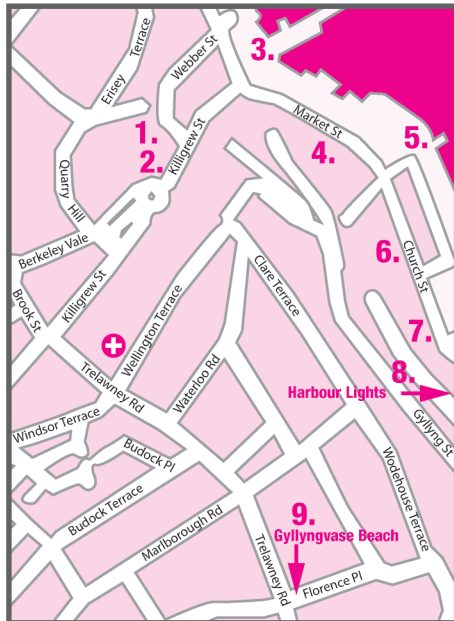 Erisey
Terrace
Webber St
3.
Market St
1.
2.
Killigrew St
4.
5.
Quarry
Hill
Berkeley Vale
6.
Church St
Brook St
Killigrew St
Wellington Terrace
Clare Terrace
7.
8.
Harbour Lights
Trelawney Rd
Waterloo Rd
Gyllyng St
Windsor Terrace
Budock Pl
Wodehouse Terrace
Budock Terrace
Marlborough Rd
9.
Gyllyngvase Beach
Trelawney Rd
Florence Pl